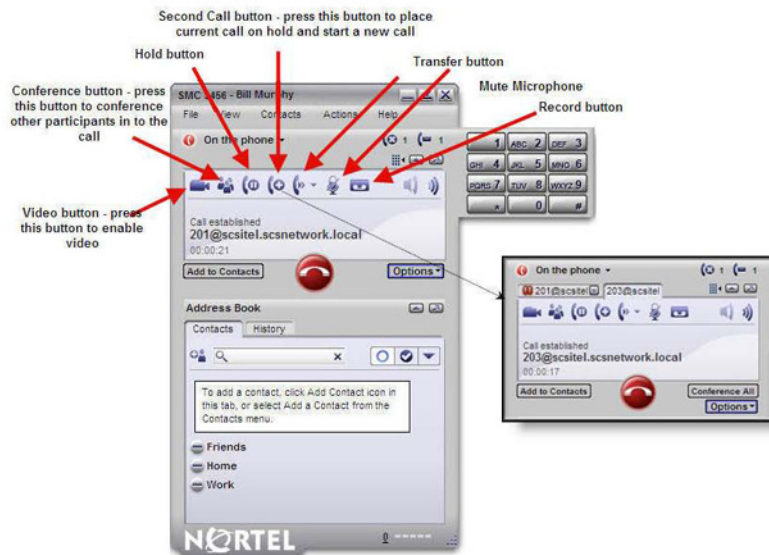 Second Call button - press this button to place
current call on hold and start a new call
Hold button
Transfer button
Conference button - press
this button to conference
other participants in to the
call
Mute Microphone
Record button
Video button - press
this button to enable
video
SMC 3456 - Bill Murphy
File View Contacts Actions Help
On the phone
1 1
Call established
201@scsitel.scsnetwork.local
00:00:21
Add to Contacts
Options
1 ABC 2 DEF 3
GHI 4 JKL 5 MNO 6
PQRS 7 TUV 8 WXYZ 9
* 0 #
Address Book
Contacts History
To add a contact, click Add Contact icon in
this tab, or select Add a Contact from the
Contacts menu.
Friends
Home
Work
NORTEL
On the phone
1 1
201@scsitel 203@scsitel
Call established
203@scsitel.scsnetwork.local
00:00:17
Add to Contacts
Conference All
Options